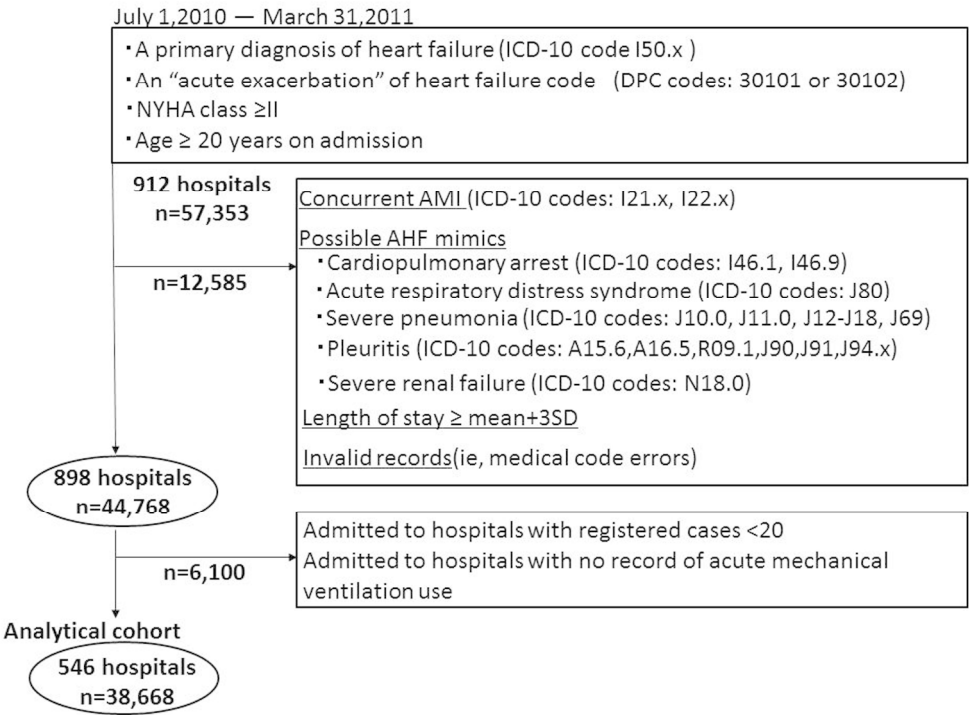 July 1,2010 — March 31,2011
・A primary diagnosis of heart failure (ICD-10 code I50.x )
・An “acute exacerbation” of heart failure code (DPC codes: 30101 or 30102)
・NYHA class ≥II
・Age ≥ 20 years on admission
912 hospitals
n=57,353
n=12,585
Concurrent AMI (ICD-10 codes: I21.x, I22.x)
Possible AHF mimics
・Cardiopulmonary arrest (ICD-10 codes: I46.1, I46.9)
・Acute respiratory distress syndrome (ICD-10 codes: J80)
・Severe pneumonia (ICD-10 codes: J10.0, J11.0, J12-J18, J69)
・Pleuritis (ICD-10 codes: A15.6,A16.5,R09.1,J90,J91,J94.x)
・Severe renal failure (ICD-10 codes: N18.0)
Length of stay ≥ mean+3SD
Invalid records(ie, medical code errors)
898 hospitals
n=44,768
n=6,100
Admitted to hospitals with registered cases <20
Admitted to hospitals with no record of acute mechanical
ventilation use
Analytical cohort
546 hospitals
n=38,668